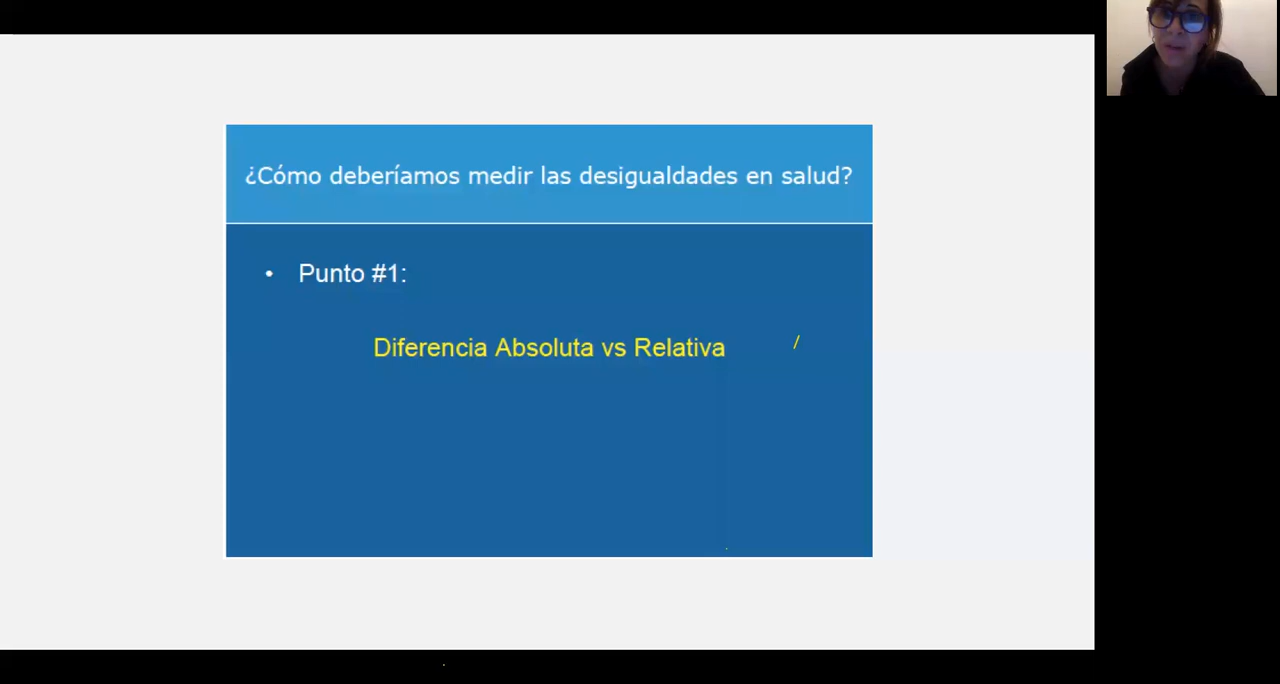 ¿Cómo deberíamos medir las desigualdades en salud?
• Punto #1:
Diferencia Absoluta vs Relativa /